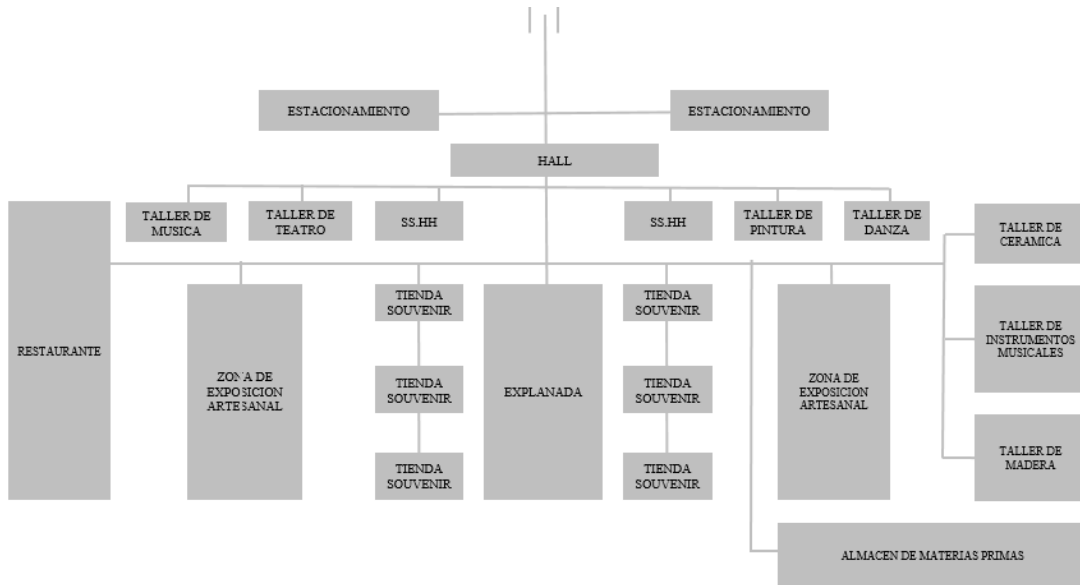 ESTACIONAMIENTO
ESTACIONAMIENTO
HALL
TALLER DE
MUSICA
TALLER DE
TEATRO
SS.HH
SS.HH
TALLER DE
PINTURA
TALLER DE
DANZA
TALLER DE
CERAMICA
RESTAURANTE
ZONA DE
EXPOSICION
ARTESANAL
TIENDA
SOUVENIR
TIENDA
SOUVENIR
TIENDA
SOUVENIR
EXPLANADA
TIENDA
SOUVENIR
TIENDA
SOUVENIR
TIENDA
SOUVENIR
ZONA DE
EXPOSICION
ARTESANAL
TALLER DE
INSTRUMENTOS
MUSICALES
TALLER DE
MADERA
ALMACEN DE MATERIAS PRIMAS